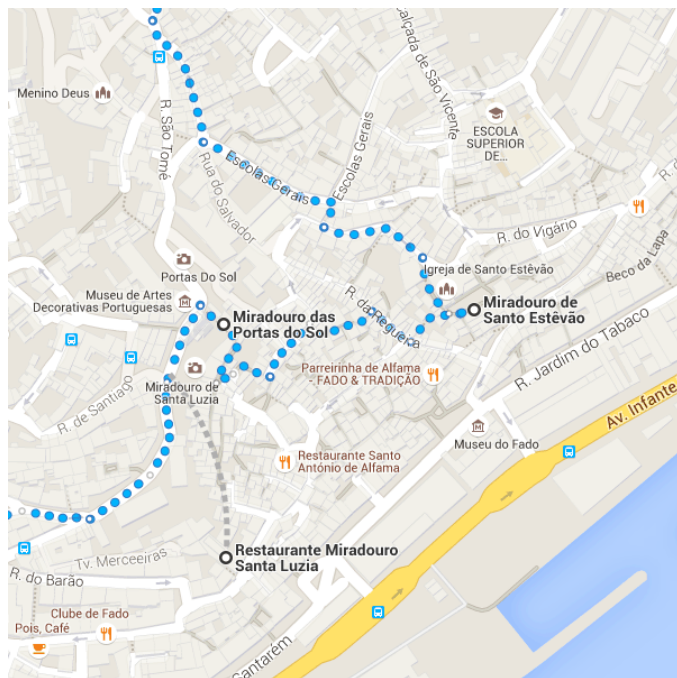 Menino Deus
R. São Tomé
Rua do Salvador
Escolas Gerais
Escolas Gerais
Calçada de São Vicente
ESCOLA
SUPERIOR
DE...
R. do Vigário
R. d
Beco da Lapa
Igreja de Santo Estêvão
Portas Do Sol
Museu de Artes
Decorativas Portuguesas
Miradouro das
Portas do Sol
R. da Regueira
Miradouro de
Santo Estêvão
R. Jardim do Tabaco
Av. Infante
Miradouro de
Santa Luzia
R. de Santiago
Parreirinha de Alfama
- FADO & TRADIÇÃO
Museu do Fado
Restaurante Santo
António de Alfama
Restaurante Miradouro
Santa Luzia
Tv. Merceeiras
R. do Barão
Clube de Fado
Pois, Café
Santarém